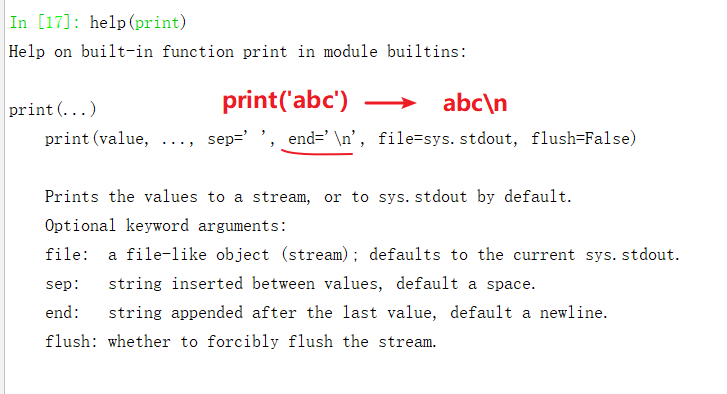 In [17]: help(print)
Help on built-in function print in module builtins:
print('abc') abc\n
print(...)
print(value, ..., sep=' ', end='\n', file=sys.stdout, flush=False)
Prints the values to a stream, or to sys.stdout by default.
Optional keyword arguments:
file: a file-like object (stream); defaults to the current sys.stdout.
sep: string inserted between values, default a space.
end: string appended after the last value, default a newline.
flush: whether to forcibly flush the stream.